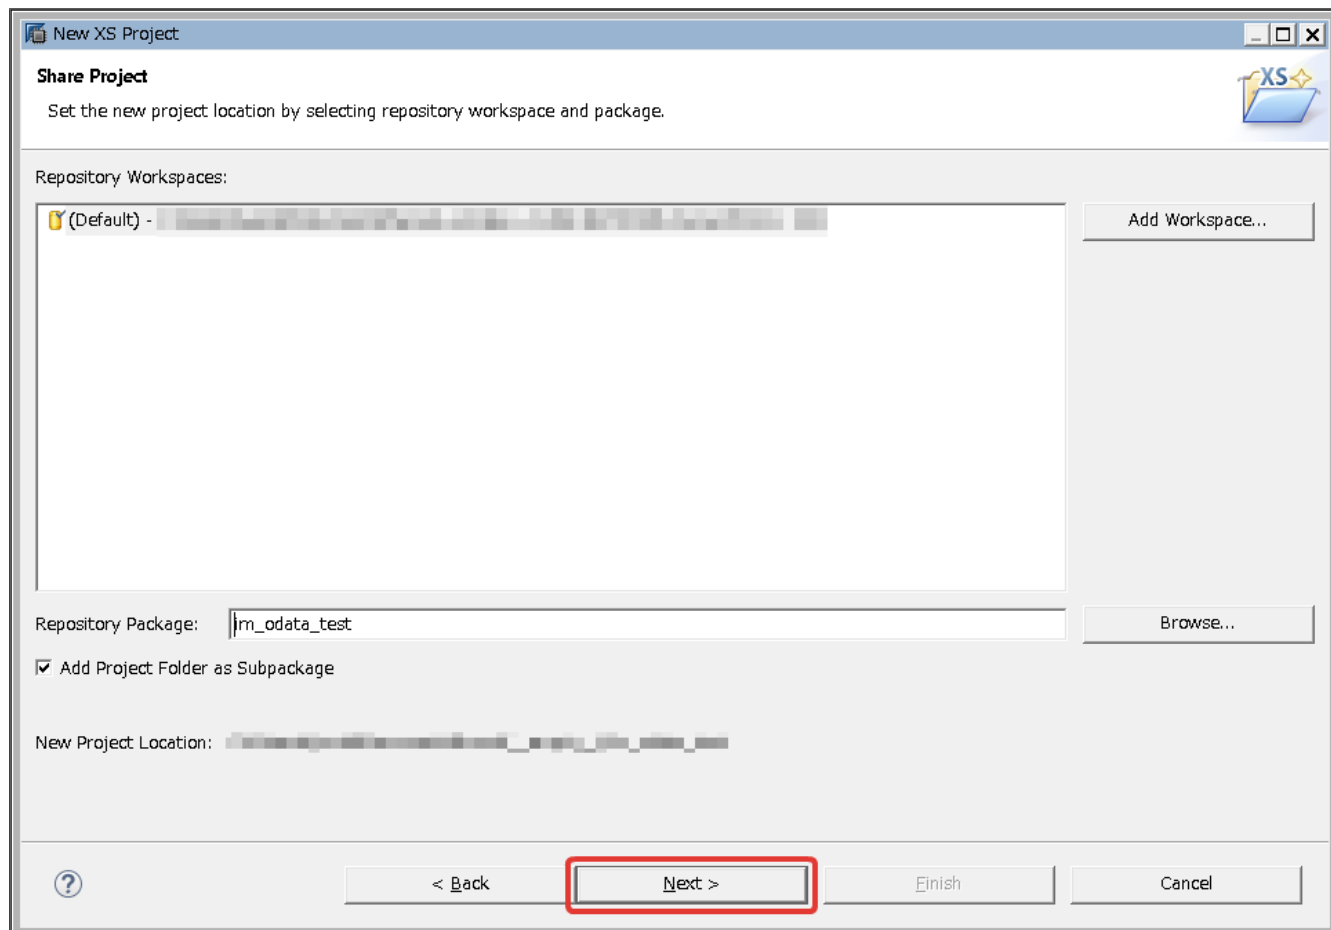 New XS Project
Share Project
XS
Set the new project location by selecting repository workspace and package.
Repository Workspaces:
(Default) -
Add Workspace...
Repository Package: im_odata_test Browse...
Add Project Folder as Subpackage
New Project Location:
? < Back Next > Finish Cancel